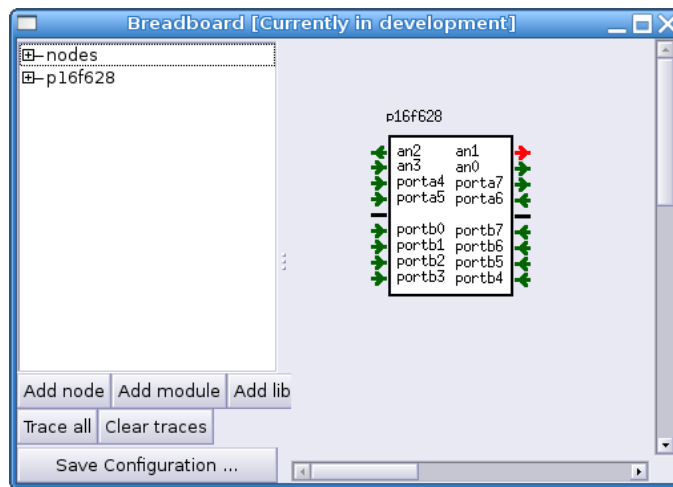 Breadboard [Currently in development]
nodes
p16f628
p16f628
an2 an1
an3 an0
porta4 porta7
porta5 porta6
portb0 portb7
portb1 portb6
portb2 portb5
portb3 portb4
Add node Add module Add lib
Trace all Clear traces
Save Configuration ...